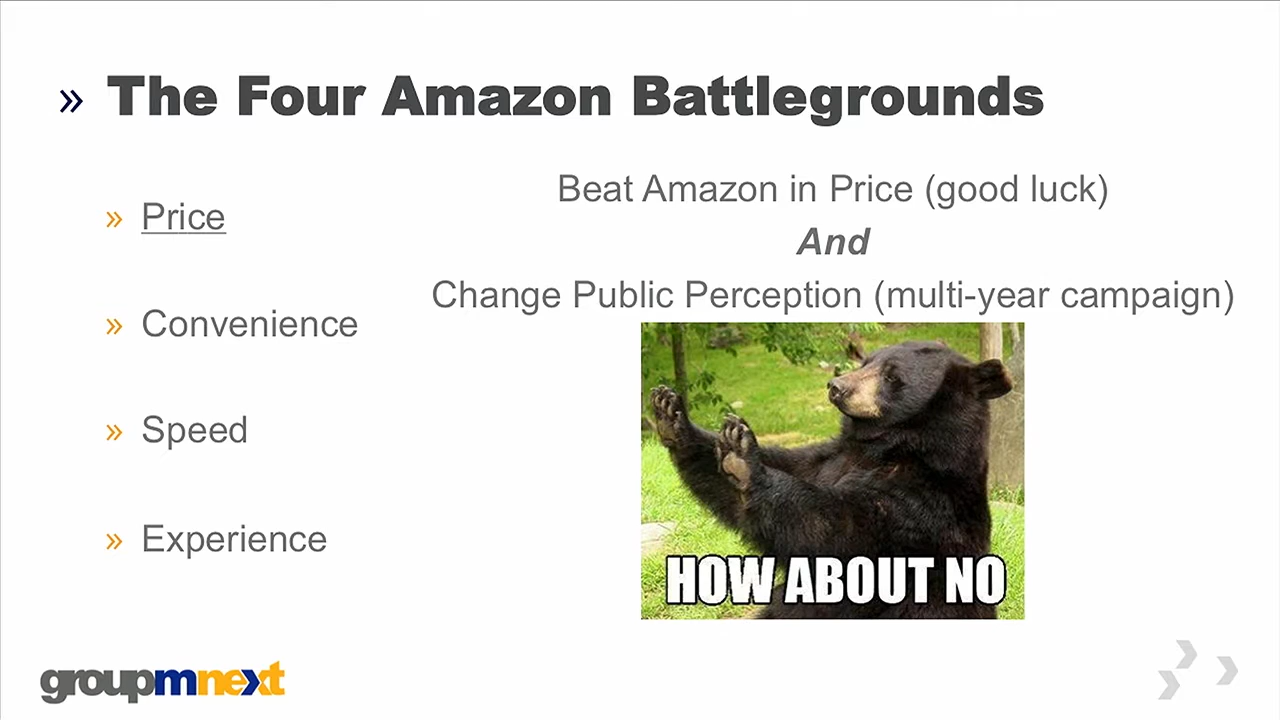 » The Four Amazon Battlegrounds
» Price
» Convenience
» Speed
» Experience
Beat Amazon in Price (good luck)
And
Change Public Perception (multi-year campaign)
HOW ABOUT NO
groupmnext